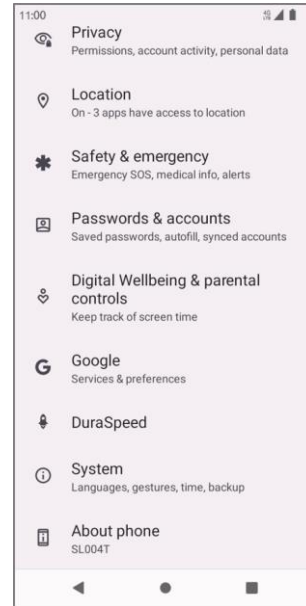 11:00
Privacy
Permissions, account activity, personal data
Location
On - 3 apps have access to location
Safety & emergency
Emergency SOS, medical info, alerts
Passwords & accounts
Saved passwords, autofill, synced accounts
Digital Wellbeing & parental
controls
Keep track of screen time
Google
Services & preferences
DuraSpeed
System
Languages, gestures, time, backup
About phone
SL004T